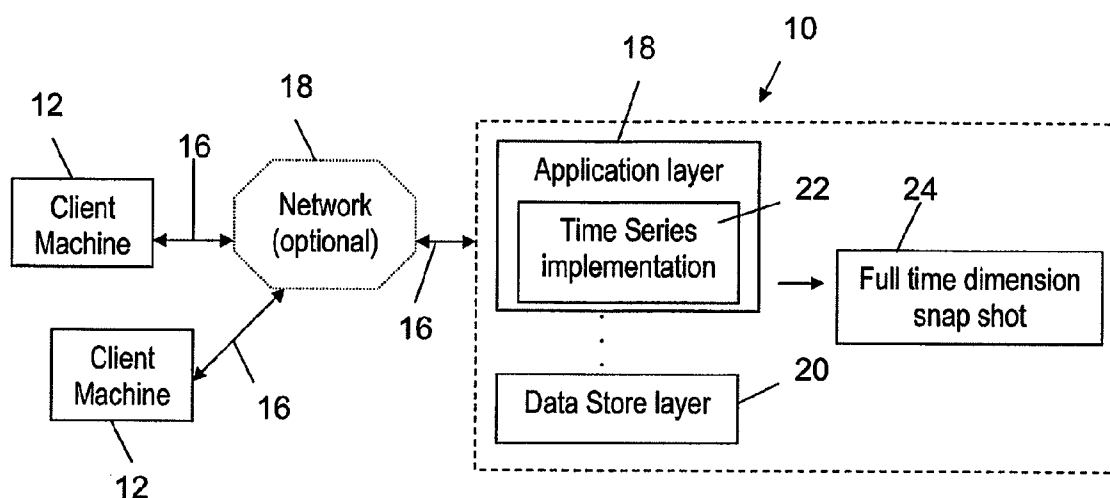 10
18
18
12
16
Application layer
22
24
Client
Machine
Network
(optional)
Time Series
implementation
Full time dimension
snap shot
16
Client
Machine
16
20
Data Store layer
12